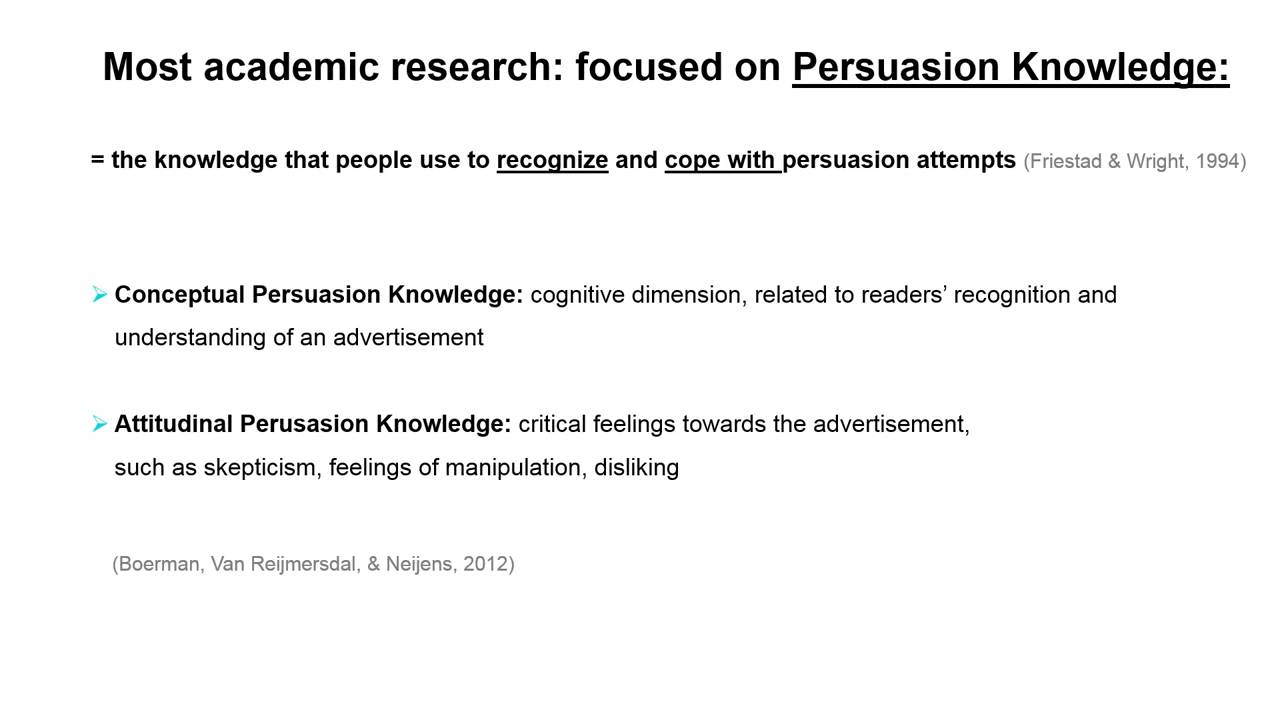 Most academic research: focused on Persuasion Knowledge:
= the knowledge that people use to recognize and cope with persuasion attempts (Friestad & Wright, 1994)
➢ Conceptual Persuasion Knowledge: cognitive dimension, related to readers’ recognition and
understanding of an advertisement
➢ Attitudinal Perusasion Knowledge: critical feelings towards the advertisement,
such as skepticism, feelings of manipulation, disliking
(Boerman, Van Reijmersdal, & Neijens, 2012)